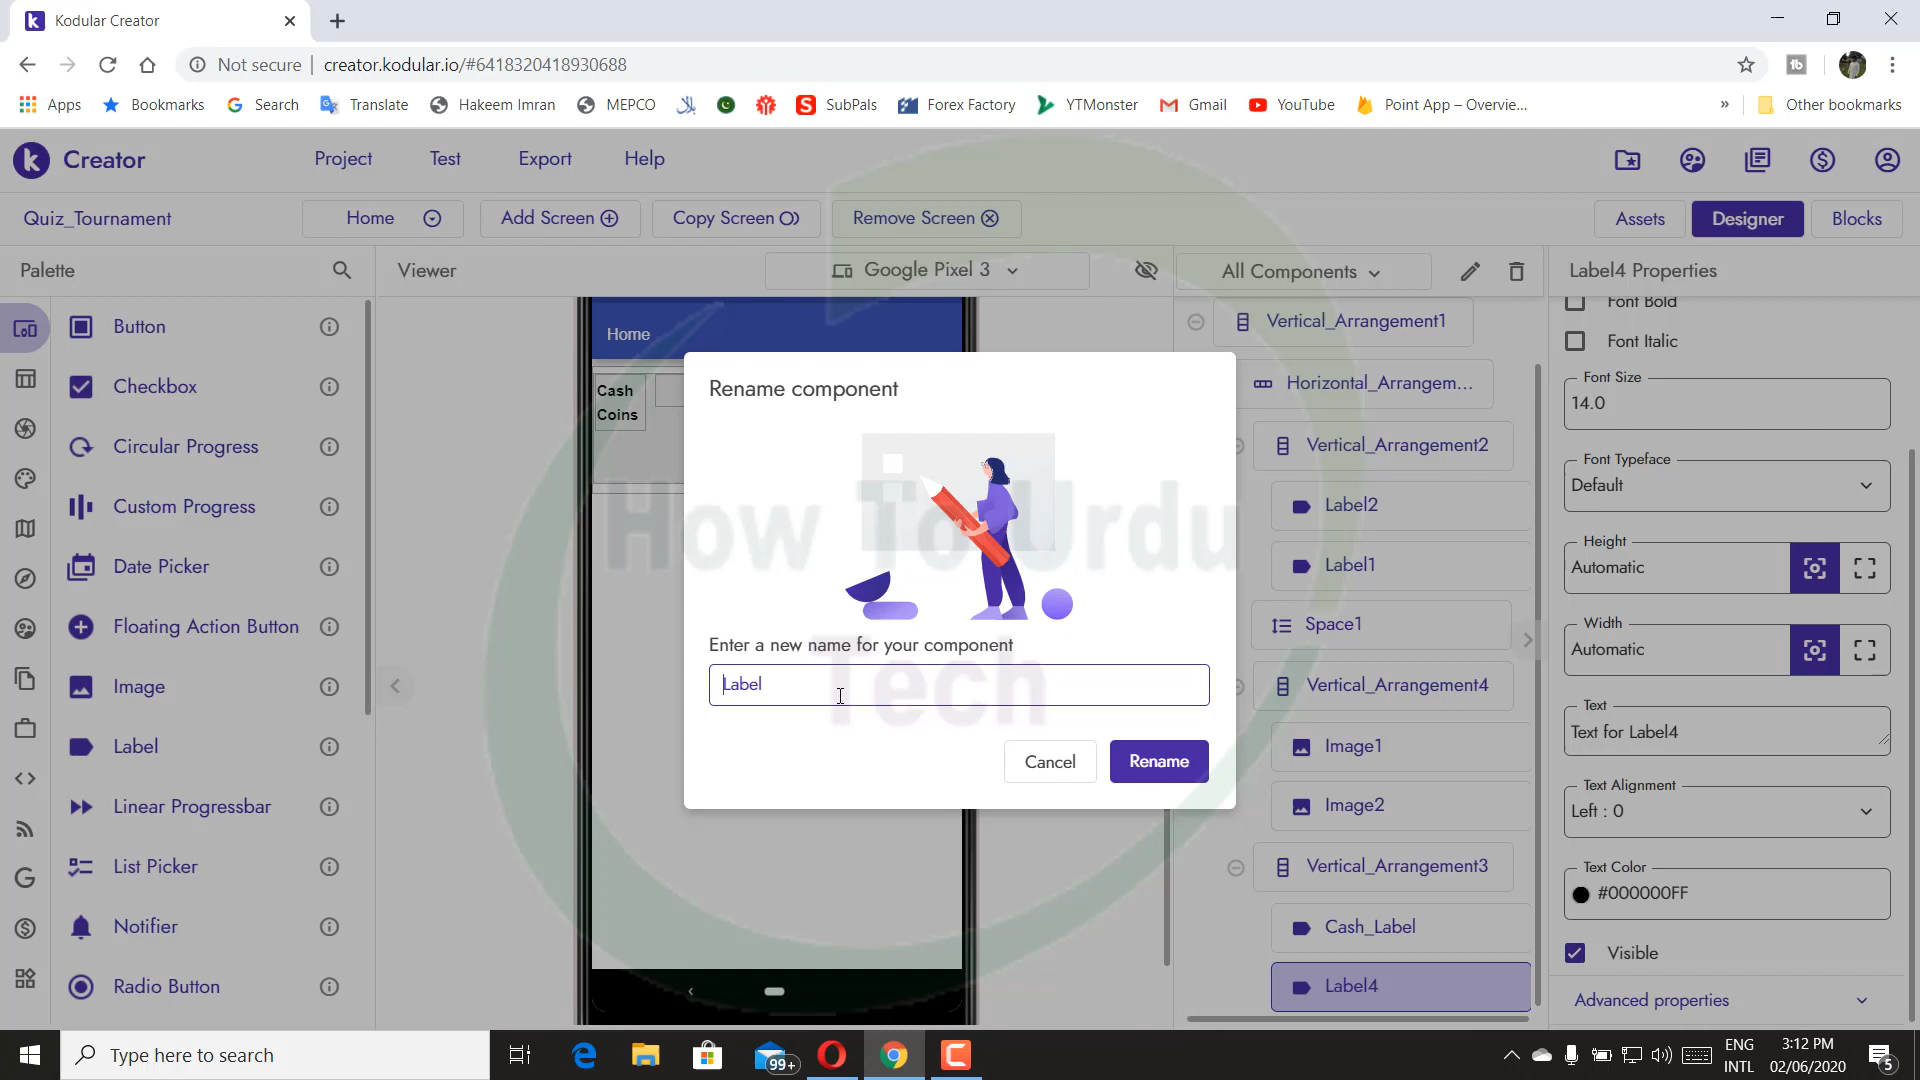 Kodular Creator
Not secure
creator.kodular.io/#6418320418930688
Apps
Bookmarks
Search
Translate
Hakeem Imran
MEPCO
SubPals
Forex Factory
YTMonster
Gmail
YouTube
Point App – Overvie...
»
Other bookmarks
Creator
Project
Test
Export
Help
Quiz_Tournament
Home
Add Screen
Copy Screen
Remove Screen
Assets
Designer
Blocks
Palette
Viewer
Google Pixel 3
All Components
Label4 Properties
Button
Checkbox
Circular Progress
Custom Progress
Date Picker
Floating Action Button
Image
Label
Linear Progressbar
List Picker
Notifier
Radio Button
Home
Cash
Coins
Rename component
Enter a new name for your component
Label
Cancel
Rename
How To Urdu
Tech
Vertical_Arrangement1
Horizontal_Arrangem...
Vertical_Arrangement2
Label2
Label1
Space1
Vertical_Arrangement4
Image1
Image2
Vertical_Arrangement3
Cash_Label
Label4
Font Bold
Font Italic
Font Size
14.0
Font Typeface
Default
Height
Automatic
Width
Automatic
Text
Text for Label4
Text Alignment
Left : 0
Text Color
#000000FF
Visible
Advanced properties
Type here to search
99+
ENG
INTL
3:12 PM
02/06/2020
5